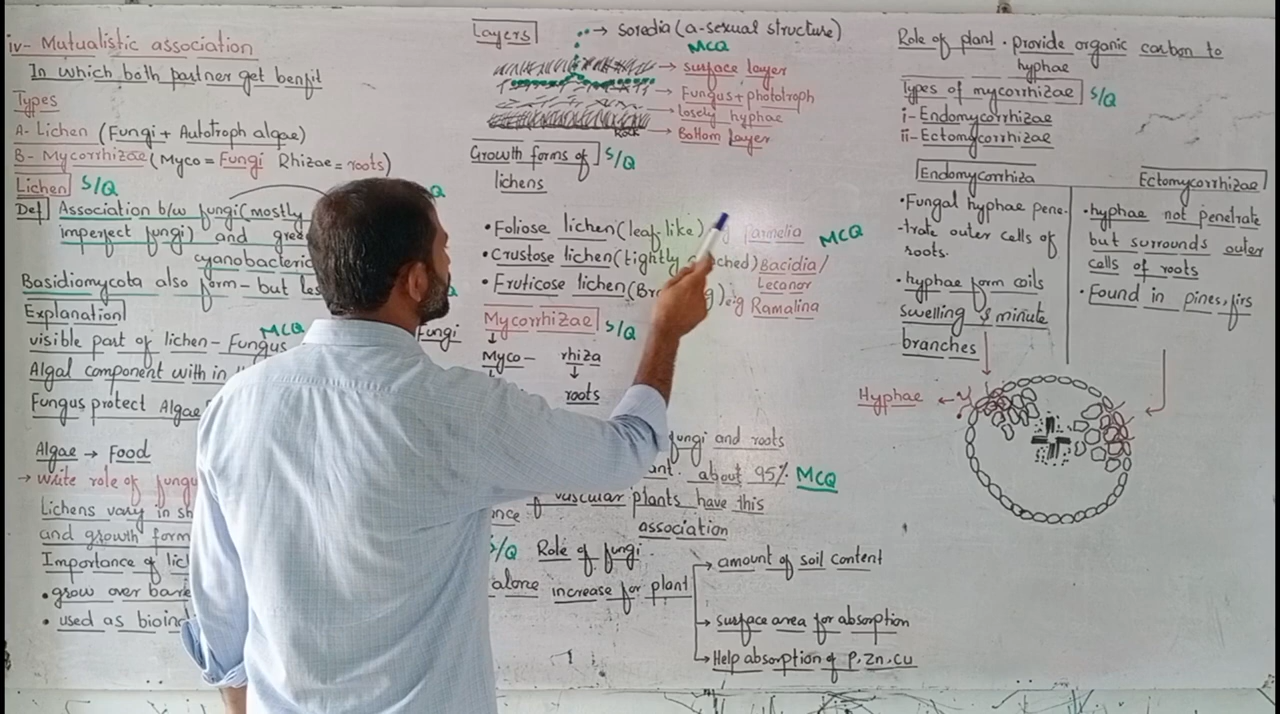 iv- Mutualistic association
In which both partner get benfit
Types
A- Lichen (Fungi + Autotroph algae)
B- Mycorrhizae (Myco = Fungi Rhizae = roots)
Lichen S/Q
Def Association b/w fungi (mostly
imperfect fungi) and
cyanobacteria
Basidiomycota also form - but
Explanation
visible part of lichen - Fungus MCQ Fungi
Algal component with in
Fungus protect Algae
Algae → Food
→ write role of
Lichens vary in
and growth form
Importance of
• grow over
• used as
Layers
soredia (a-sexual structure)
MCQ
surface layer
Fungus + phototroph
losely hyphae
Rock
Bottom layer
Growth forms of S/Q
lichens
• Foliose lichen (leaf like) Parmelia MCQ
• Crustose lichen (tightly Bacidia/
Lecanor
• Fruticose lichen e.g Ramalina
Mycorrhizae S/Q
Myco- rhiza
roots
fungi and roots
about 95% MCQ
of vascular plants have this
association
S/Q Role of fungi
alone increase for plant
amount of soil content
surface area for absorption
Help absorption of P, Zn, Cu
Role of plant. provide organic carbon to
hyphae
Types of mycorrhizae S/Q
i- Endomycorrhizae
ii- Ectomycorrhizae
Endomycorrhiza
• Fungal hyphae pene-
-trate outer cells of
roots.
• hyphae form coils
swelling & minute
branches
Ectomycorrhizae
• hyphae not penetrate
but surrounds outer
cells of roots
• Found in pines, firs
Hyphae